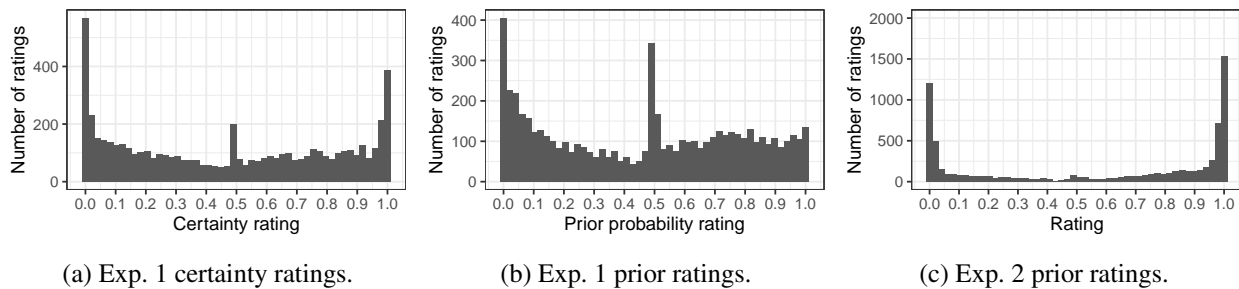 Number of ratings
400
200
0
0.0 0.1 0.2 0.3 0.4 0.5 0.6 0.7 0.8 0.9 1.0
Certainty rating
(a) Exp. 1 certainty ratings.
Number of ratings
400
300
200
100
0
0.0 0.1 0.2 0.3 0.4 0.5 0.6 0.7 0.8 0.9 1.0
Prior probability rating
(b) Exp. 1 prior ratings.
Number of ratings
2000
1500
1000
500
0
0.0 0.1 0.2 0.3 0.4 0.5 0.6 0.7 0.8 0.9 1.0
Rating
(c) Exp. 2 prior ratings.